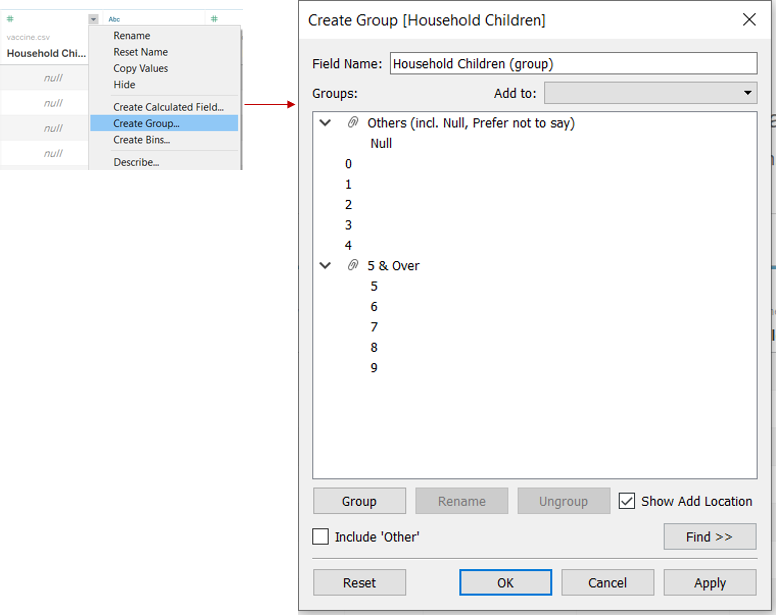 # Abc #
vaccine.csv
Household Chi...
null
null
null
null
Rename
Reset Name
Copy Values
Hide
Create Calculated Field...
Create Group...
Create Bins...
Describe...
Create Group [Household Children]
Field Name: Household Children (group)
Groups: Add to:
Others (incl. Null, Prefer not to say)
Null
0
1
2
3
4
5 & Over
5
6
7
8
9
Group Rename Ungroup Show Add Location
Include 'Other' Find >>
Reset OK Cancel Apply